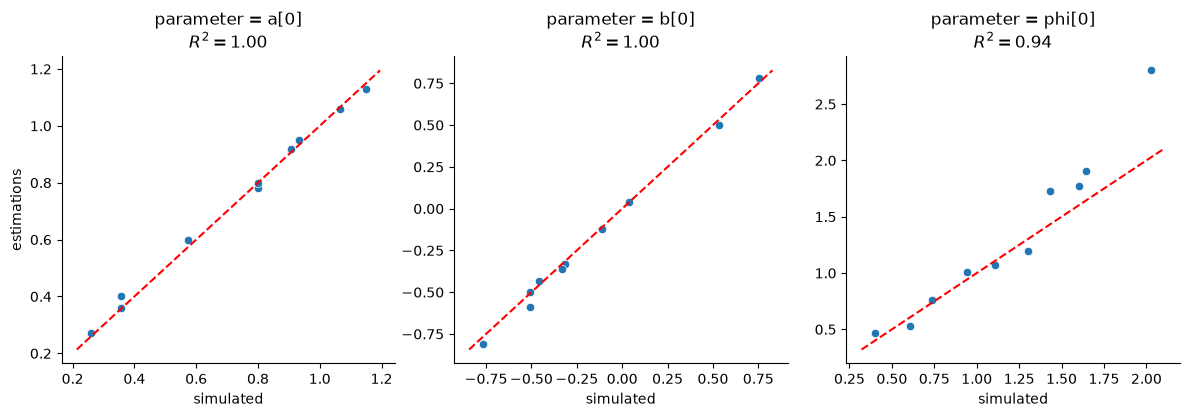 parameter = a[0]
R² = 1.00
1.2
1.0
0.8
0.6
0.4
0.2
estimations
0.2 0.4 0.6 0.8 1.0 1.2
simulated
parameter = b[0]
R² = 1.00
0.75
0.50
0.25
0.00
−0.25
−0.50
−0.75
−0.75 −0.50 −0.25 0.00 0.25 0.50 0.75
simulated
parameter = phi[0]
R² = 0.94
2.5
2.0
1.5
1.0
0.5
0.25 0.50 0.75 1.00 1.25 1.50 1.75 2.00
simulated